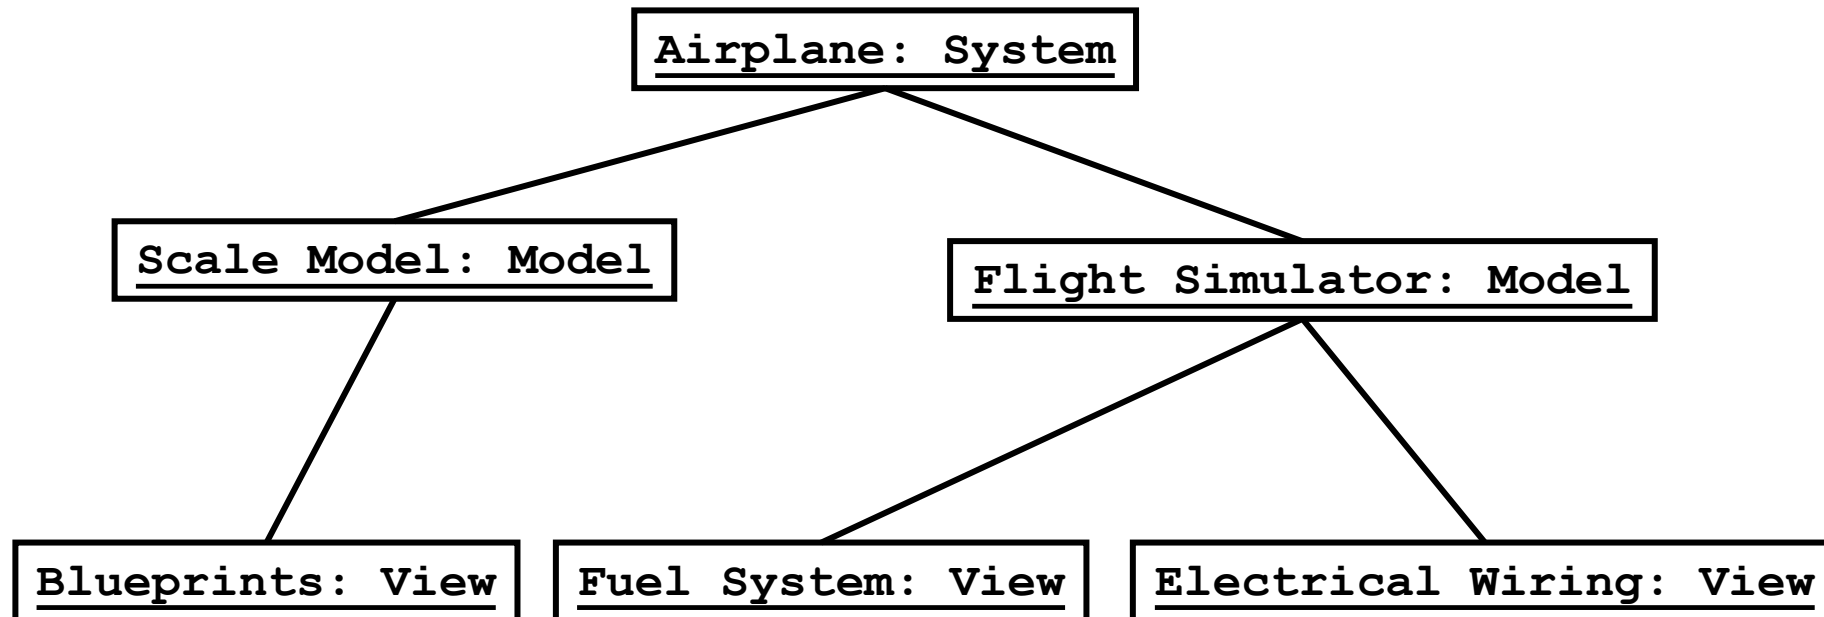 Airplane: System
Scale Model: Model
Flight Simulator: Model
Blueprints: View
Fuel System: View
Electrical Wiring: View